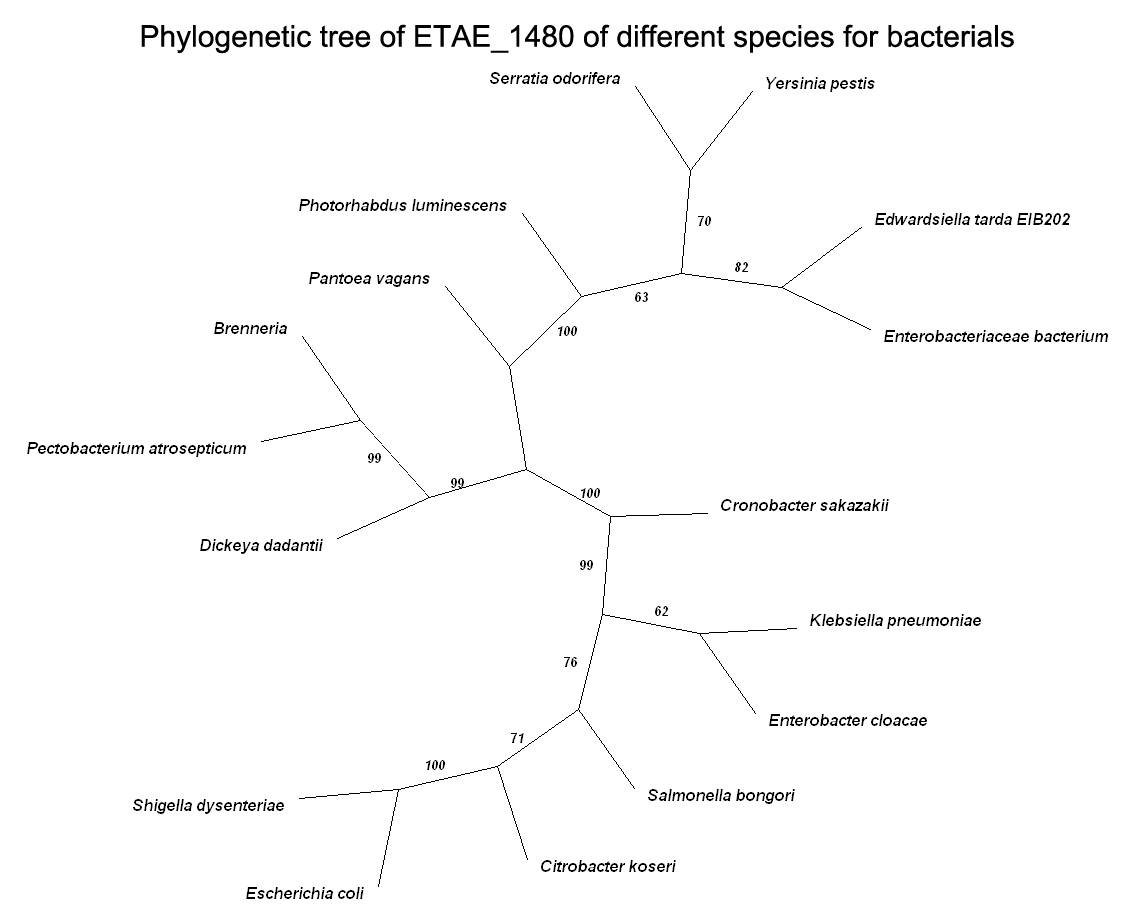 Phylogenetic tree of ETAE_1480 of different species for bacterials
Serratia odorifera
Yersinia pestis
Photorhabdus luminescens
70
Edwardsiella tarda EIB202
82
Pantoea vagans
63
Brenneria
100
Enterobacteriaceae bacterium
Pectobacterium atrosepticum
99
99
100
Cronobacter sakazakii
Dickeya dadantii
99
62
Klebsiella pneumoniae
76
Enterobacter cloacae
71
100
Shigella dysenteriae
Salmonella bongori
Citrobacter koseri
Escherichia coli